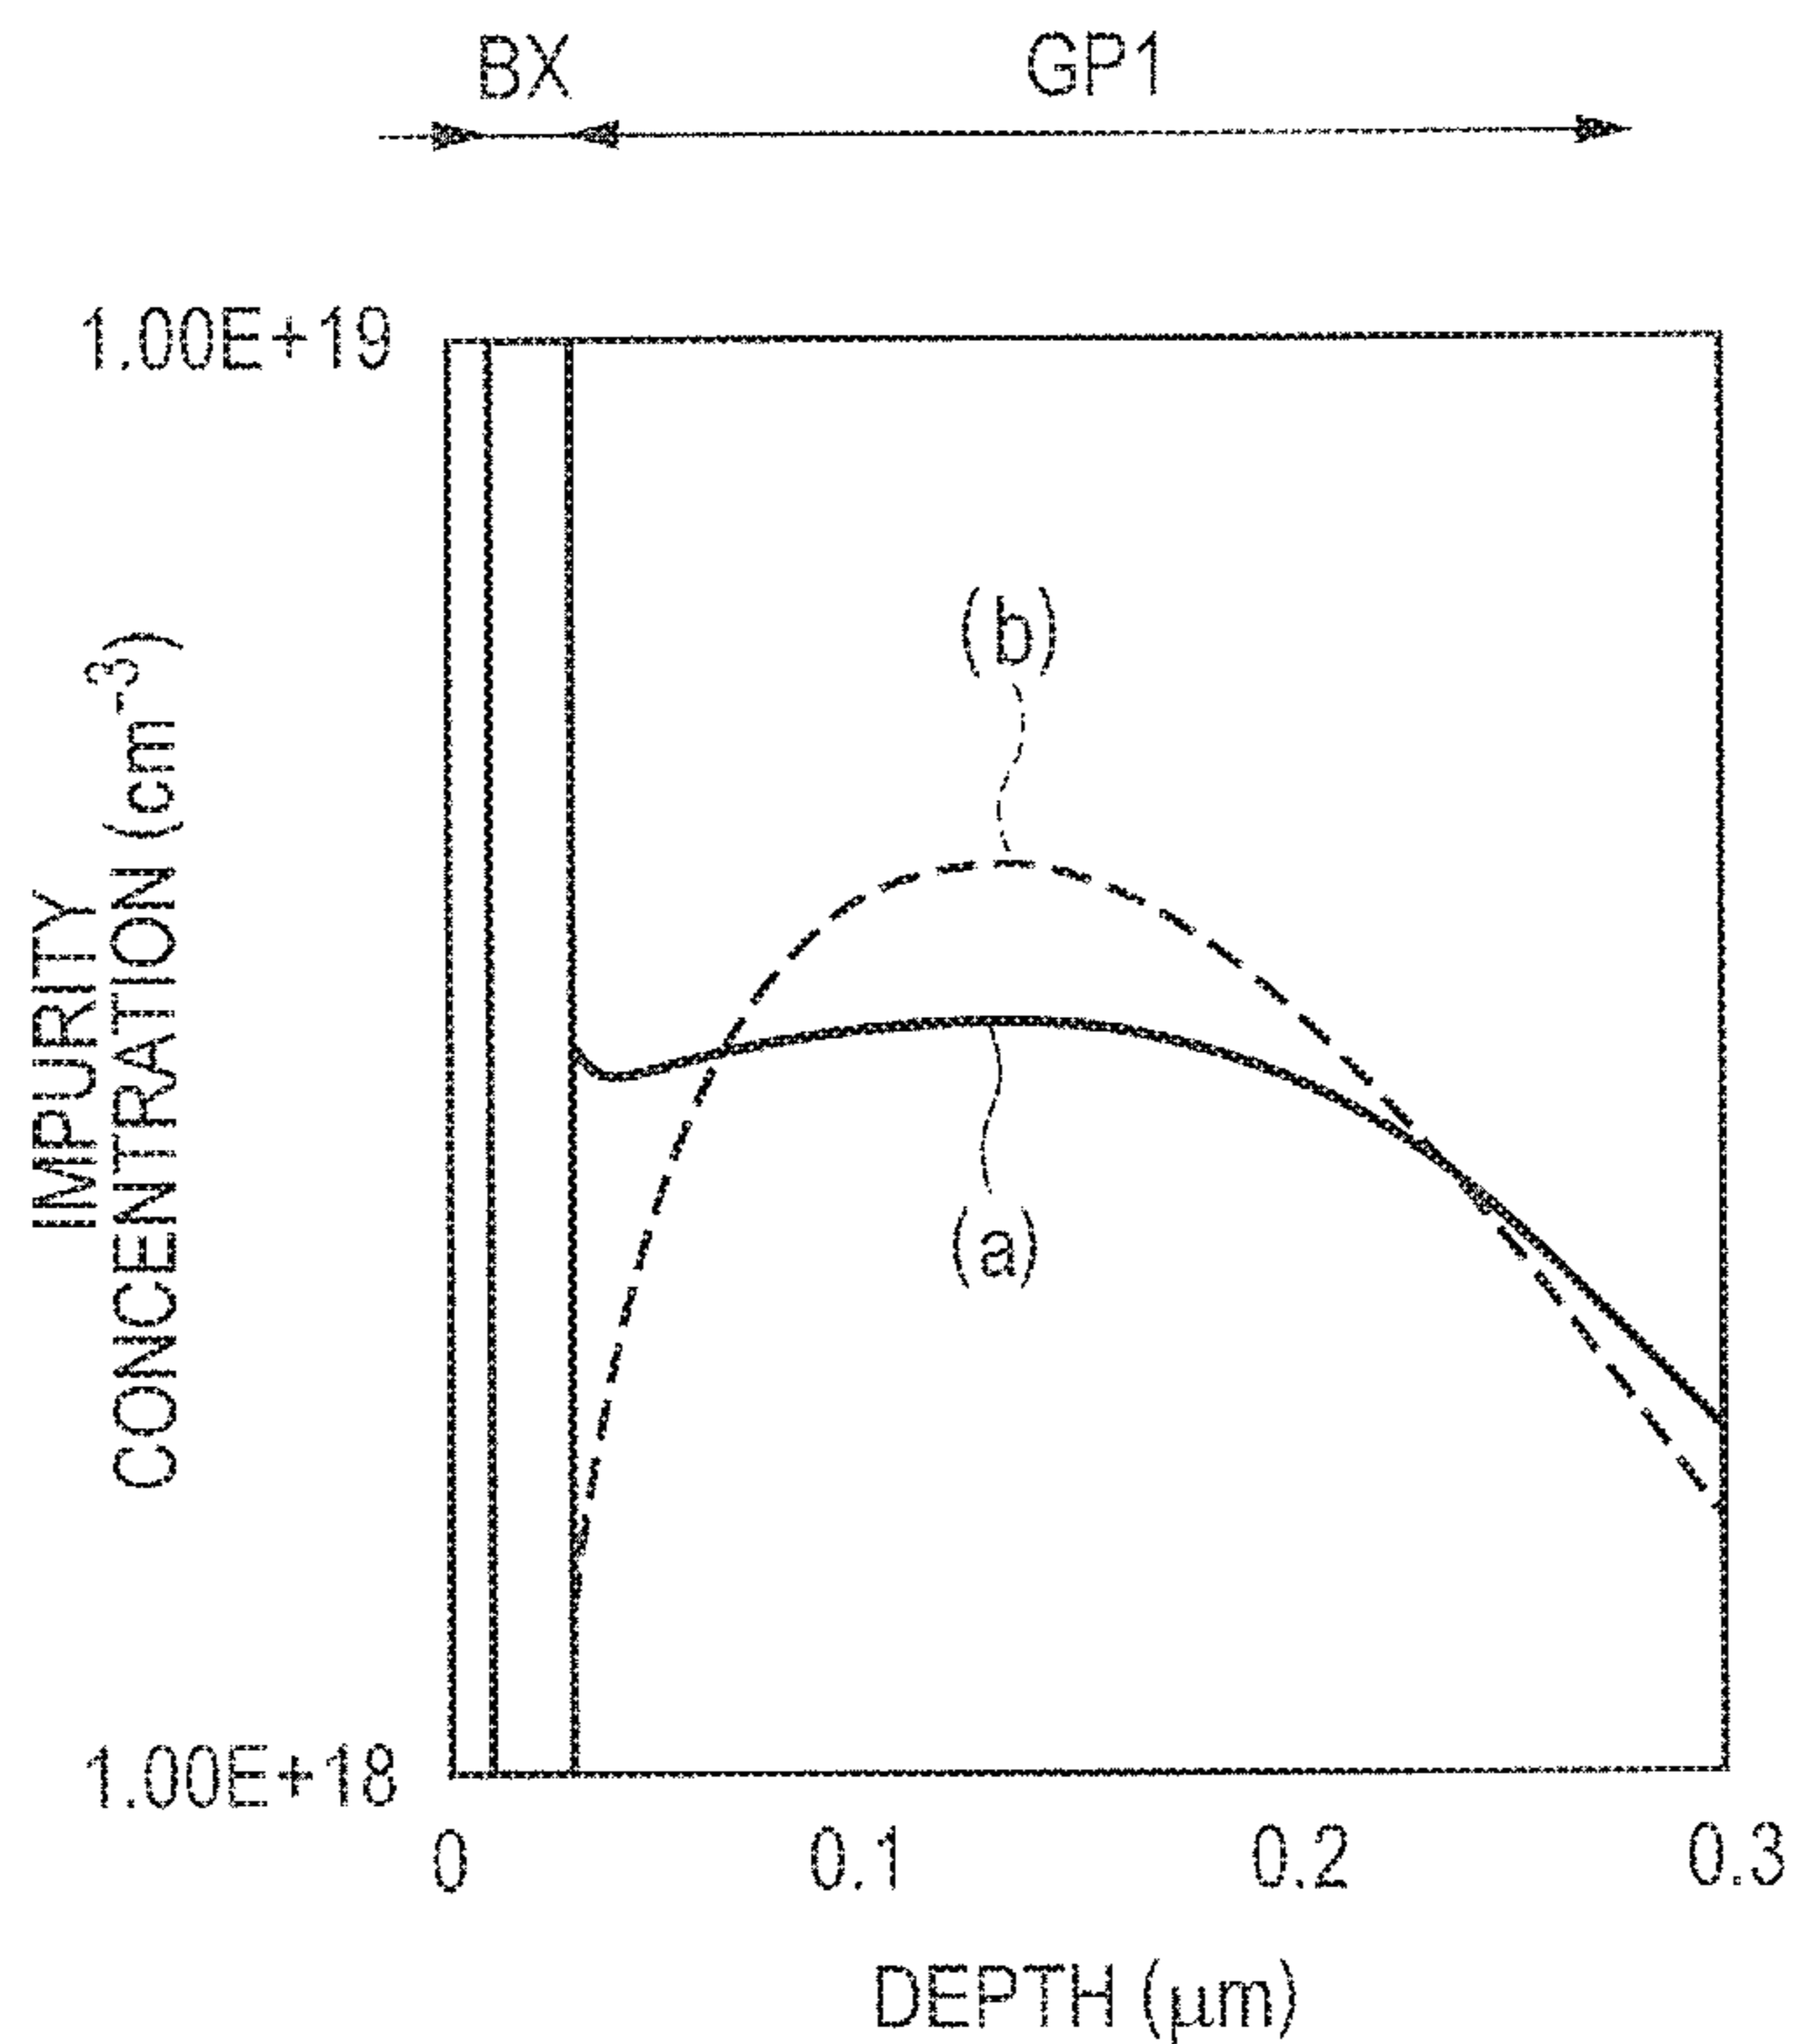 BX GP1
1.00E+19
(b)
IMPURITY
CONCENTRATION (cm⁻³)
(a)
1.00E+18
0 0.1 0.2 0.3
DEPTH (μm)